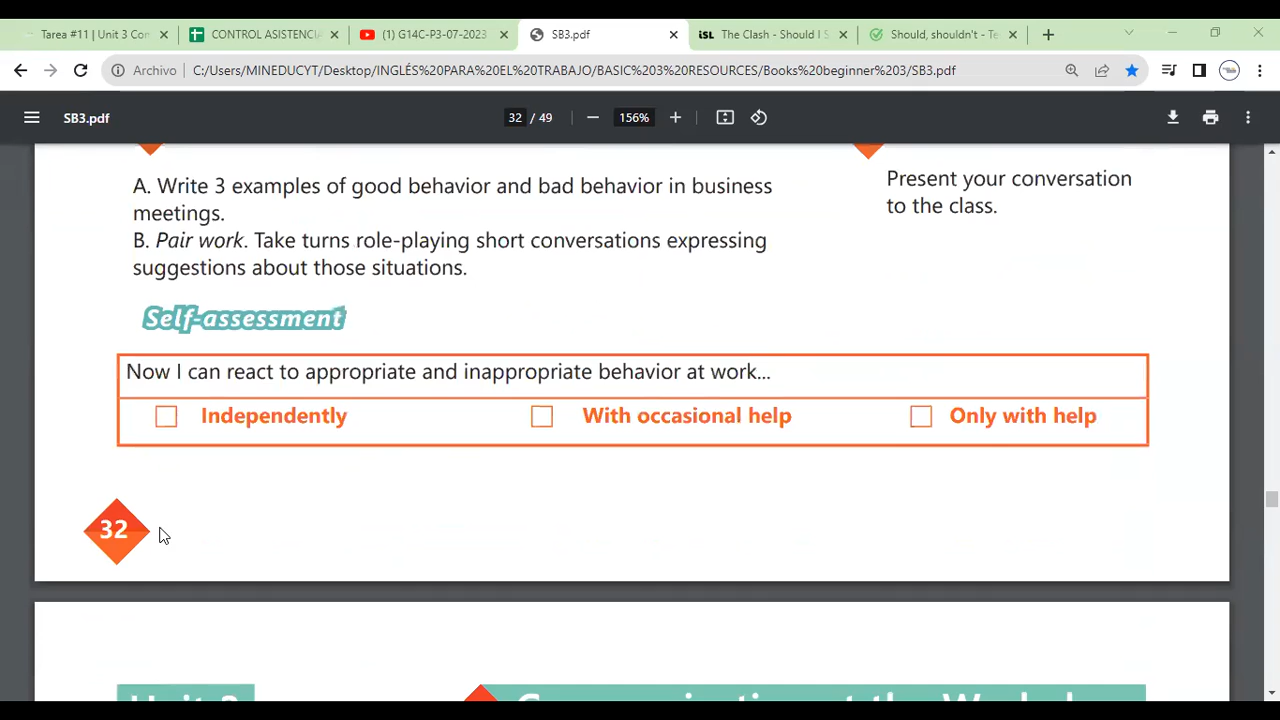 Tarea #11 | Unit 3 Con
CONTROL ASISTENCIA
(1) G14C-P3-07-2023
SB3.pdf
iSL
The Clash - Should I S
Should, shouldn't - Te
Archivo
C:/Users/MINEDUCYT/Desktop/INGLÉS%20PARA%20EL%20TRABAJO/BASIC%203%20RESOURCES/Books%20beginner%203/SB3.pdf
SB3.pdf
32 / 49
156%
A. Write 3 examples of good behavior and bad behavior in business
meetings.
B. Pair work. Take turns role-playing short conversations expressing
suggestions about those situations.
Present your conversation
to the class.
Self-assessment
Now I can react to appropriate and inappropriate behavior at work...
Independently
With occasional help
Only with help
32